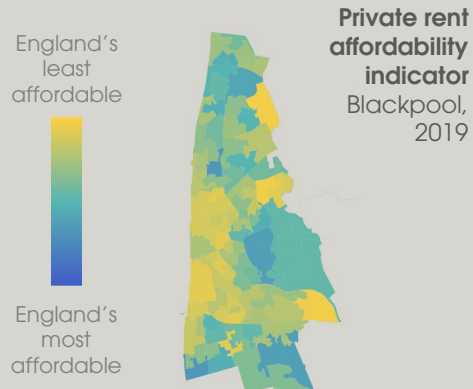 England's
least
affordable
England's
most
affordable
Private rent
affordability
indicator
Blackpool,
2019